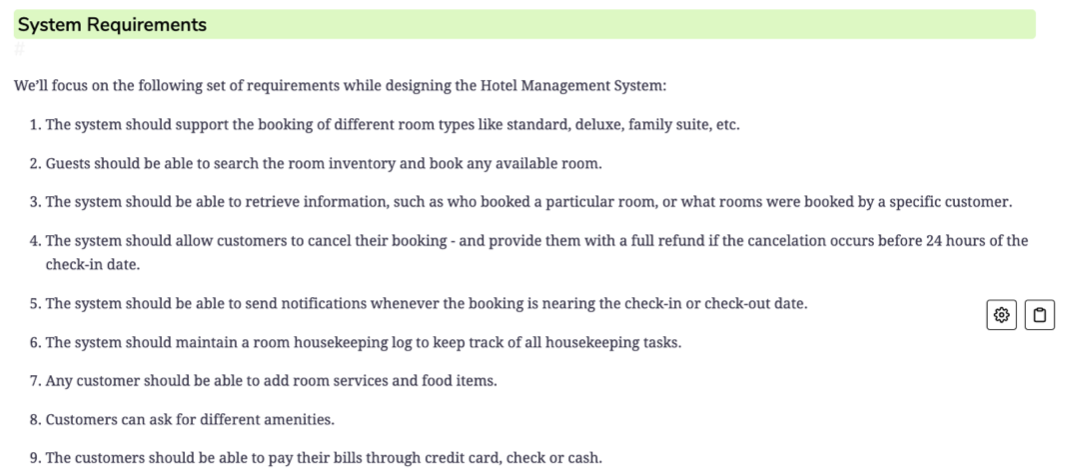 System Requirements
#
We'll focus on the following set of requirements while designing the Hotel Management System:
1. The system should support the booking of different room types like standard, deluxe, family suite, etc.
2. Guests should be able to search the room inventory and book any available room.
3. The system should be able to retrieve information, such as who booked a particular room, or what rooms were booked by a specific customer.
4. The system should allow customers to cancel their booking - and provide them with a full refund if the cancelation occurs before 24 hours of the
check-in date.
5. The system should be able to send notifications whenever the booking is nearing the check-in or check-out date.
6. The system should maintain a room housekeeping log to keep track of all housekeeping tasks.
7. Any customer should be able to add room services and food items.
8. Customers can ask for different amenities.
9. The customers should be able to pay their bills through credit card, check or cash.